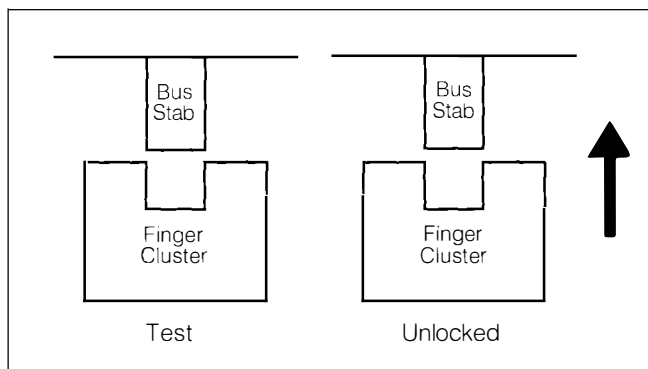 Bus
Stab
Bus
Stab
Finger
Cluster
Finger
Cluster
Test
Unlocked